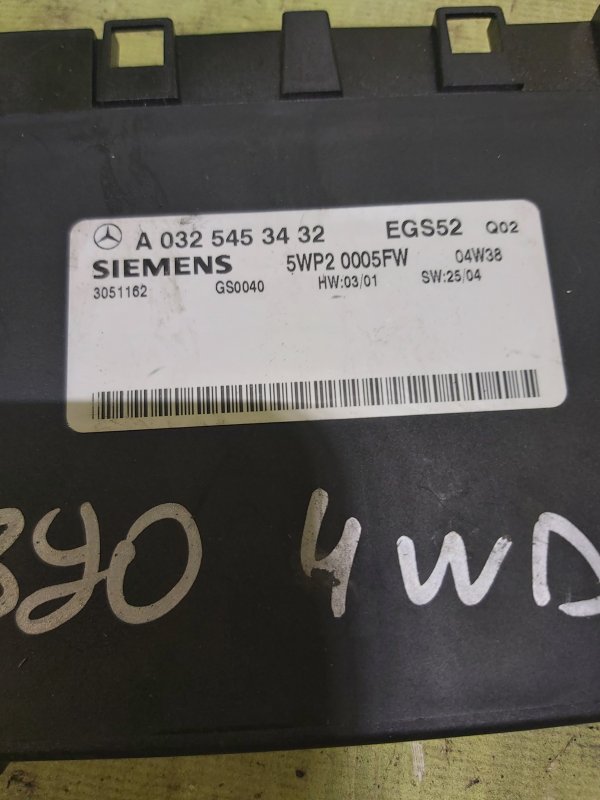 A 032 545 34 32 EGS52 Q02
SIEMENS 5WP2 0005FW 04W38
3051162 GS0040 HW:03/01 SW:25/04
4WD